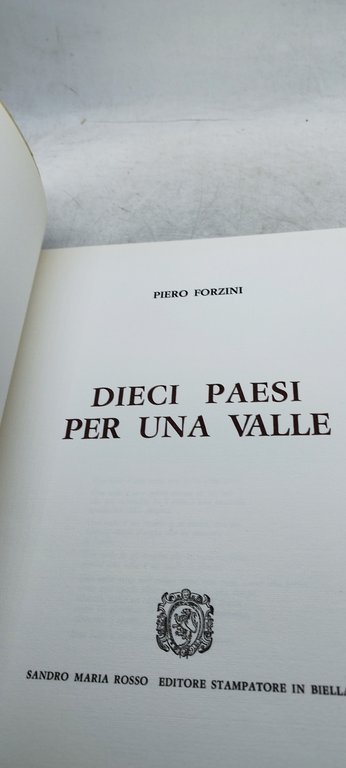 PIERO FORZINI
DIECI PAESI
PER UNA VALLE
SANDRO MARIA ROSSO EDITORE STAMPATORE IN BIELLA